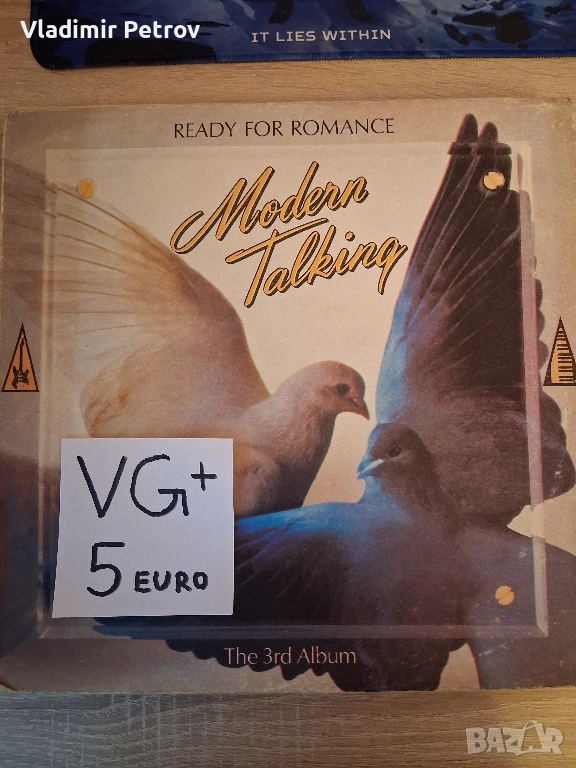 Vladimir Petrov
IT LIES WITHIN
READY FOR ROMANCE
Modern
Talking
VG+
5 EURO
The 3rd Album
BAZAR